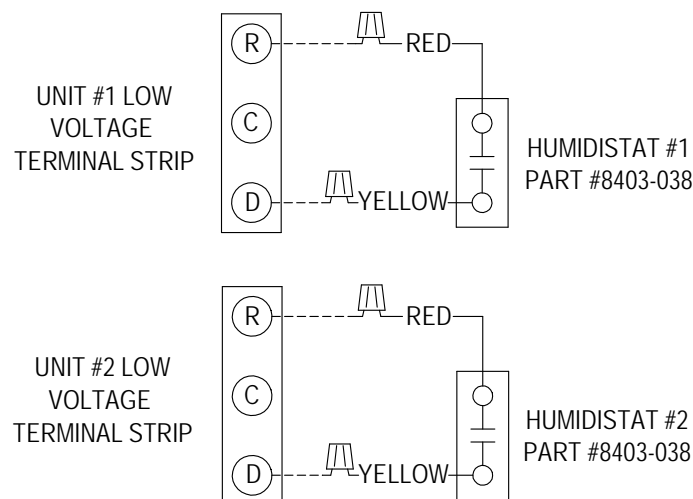 R
RED
UNIT #1 LOW
VOLTAGE
TERMINAL STRIP
C
HUMIDISTAT #1
PART #8403-038
D
YELLOW
R
RED
UNIT #2 LOW
VOLTAGE
TERMINAL STRIP
C
HUMIDISTAT #2
PART #8403-038
D
YELLOW